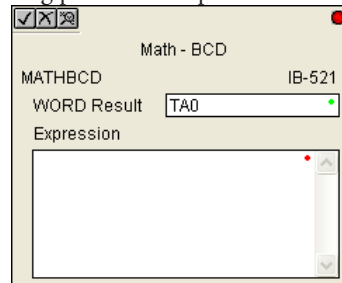 Math - BCD
MATHBCD IB-521
WORD Result TA0
Expression